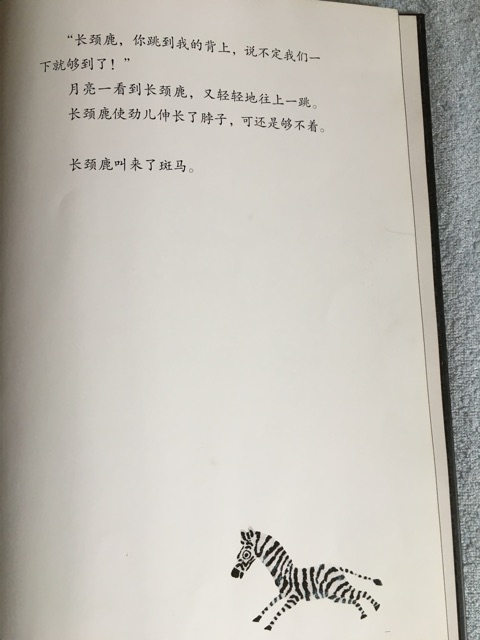 “长颈鹿，你跳到我的背上，说不定我们一
下就够到了！”
月亮一看到长颈鹿，又轻轻地往上一跳。
长颈鹿使劲儿伸长了脖子，可还是够不着。
长颈鹿叫来了斑马。